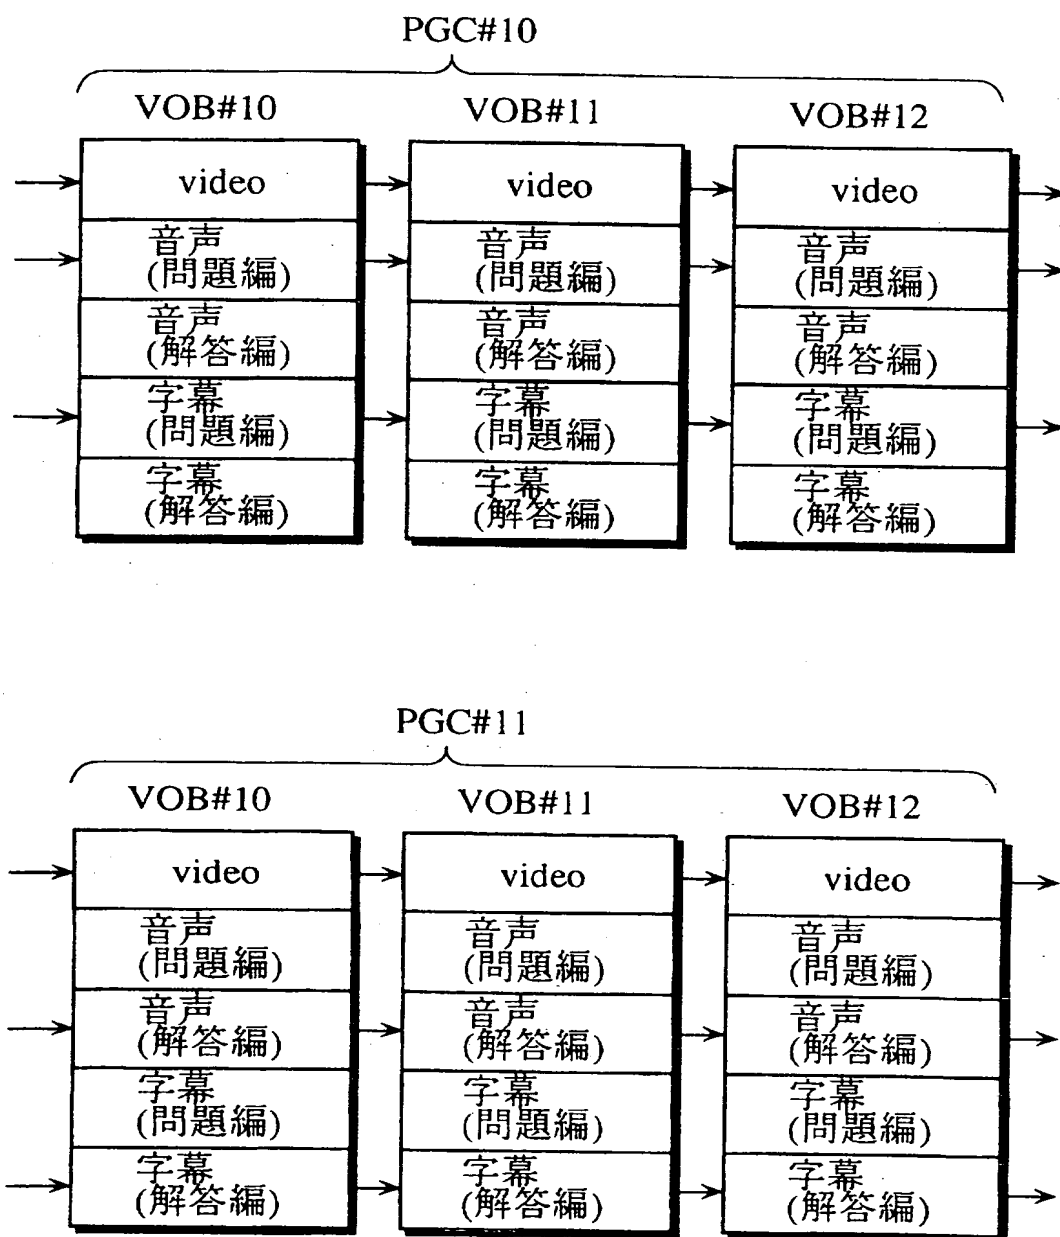 PGC#10
VOB#10
VOB#11
VOB#12
video
video
video
音声
(問題編)
音声
(問題編)
音声
(問題編)
音声
(解答編)
音声
(解答編)
音声
(解答編)
字幕
(問題編)
字幕
(問題編)
字幕
(問題編)
字幕
(解答編)
字幕
(解答編)
字幕
(解答編)
PGC#11
VOB#10
VOB#11
VOB#12
video
video
video
音声
(問題編)
音声
(問題編)
音声
(問題編)
音声
(解答編)
音声
(解答編)
音声
(解答編)
字幕
(問題編)
字幕
(問題編)
字幕
(問題編)
字幕
(解答編)
字幕
(解答編)
字幕
(解答編)